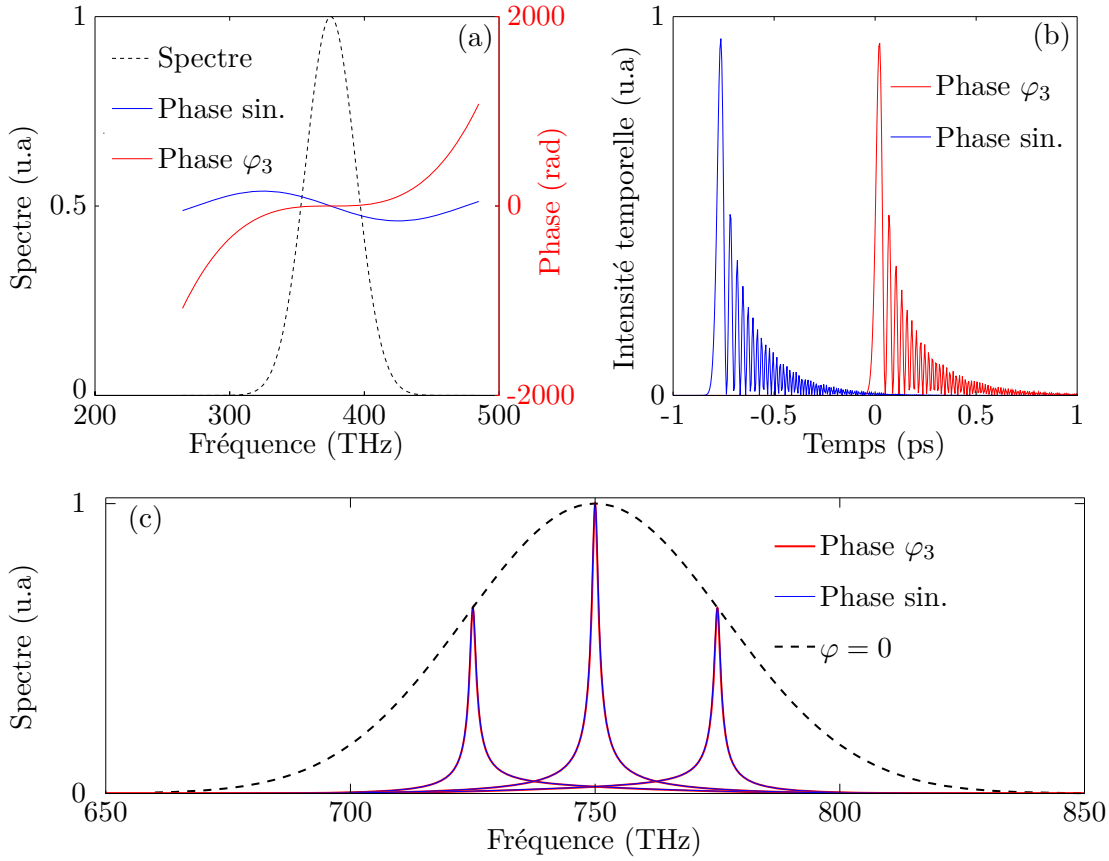 (a)
1
0.5
0
2000
0
-2000
Spectre
Phase sin.
Phase φ₃
Spectre (u.a)
Phase (rad)
200
300
400
500
Fréquence (THz)
(b)
1
0
Phase φ₃
Phase sin.
Intensité temporelle (u.a)
-1
-0.5
0
0.5
1
Temps (ps)
(c)
1
0
Phase φ₃
Phase sin.
φ = 0
Spectre (u.a)
650
700
750
800
850
Fréquence (THz)